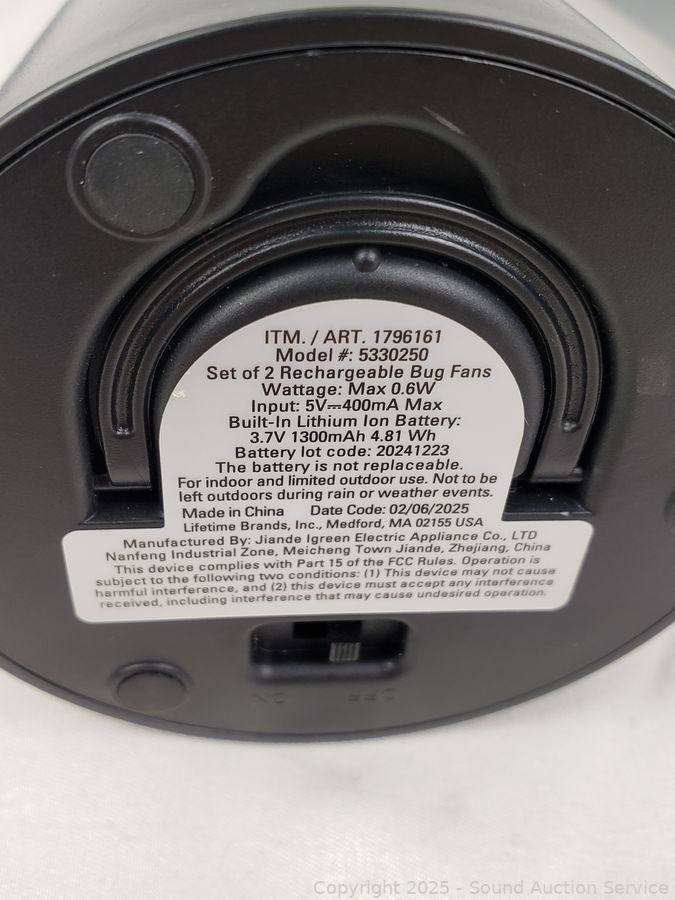 ITM. / ART. 1796161
Model #: 5330250
Set of 2 Rechargeable Bug Fans
Wattage: Max 0.6W
Input: 5V⎓400mA Max
Built-In Lithium Ion Battery:
3.7V 1300mAh 4.81 Wh
Battery lot code: 20241223
The battery is not replaceable.
For indoor and limited outdoor use. Not to be
left outdoors during rain or weather events.
Made in China Date Code: 02/06/2025
Lifetime Brands, Inc., Medford, MA 02155 USA
Manufactured By: Jiande Igreen Electric Appliance Co., LTD
Nanfeng Industrial Zone, Meicheng Town Jiande, Zhejiang, China
This device complies with Part 15 of the FCC Rules. Operation is
subject to the following two conditions: (1) This device may not cause
harmful interference, and (2) this device must accept any interference
received, including interference that may cause undesired operation.
ON OFF
Copyright 2025 - Sound Auction Service